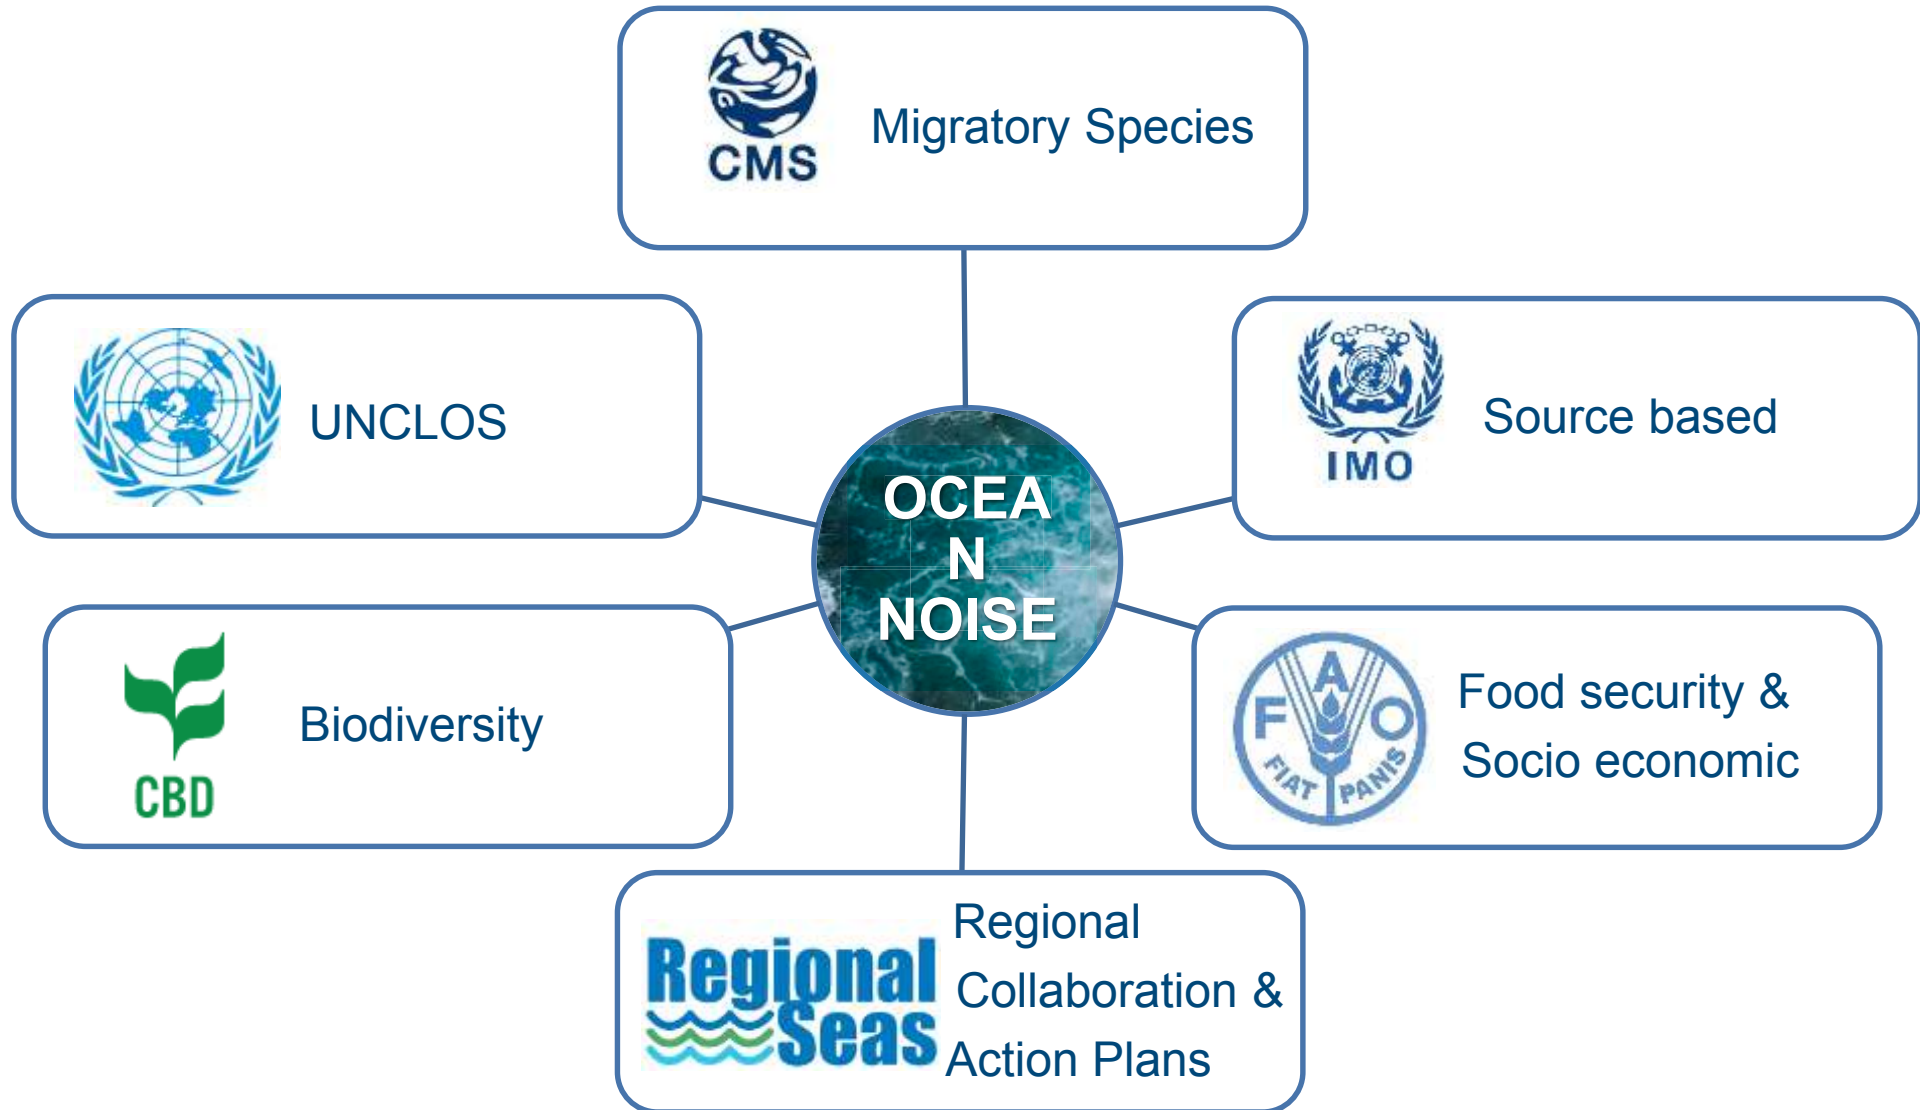 CMS
Migratory Species
UNCLOS
IMO
Source based
OCEA
N
NOISE
CBD
Biodiversity
FAO
FIAT PANIS
Food security &
Socio economic
Regional
Seas
Regional
Collaboration &
Action Plans